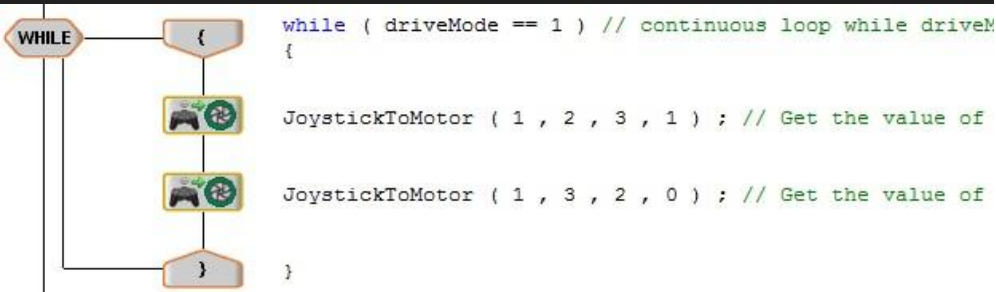 WHILE { while ( driveMode == 1 ) // continuous loop while
{
JoystickToMotor ( 1 , 2 , 3 , 1 ) ; // Get the value of
JoystickToMotor ( 1 , 3 , 2 , 0 ) ; // Get the value of
} }